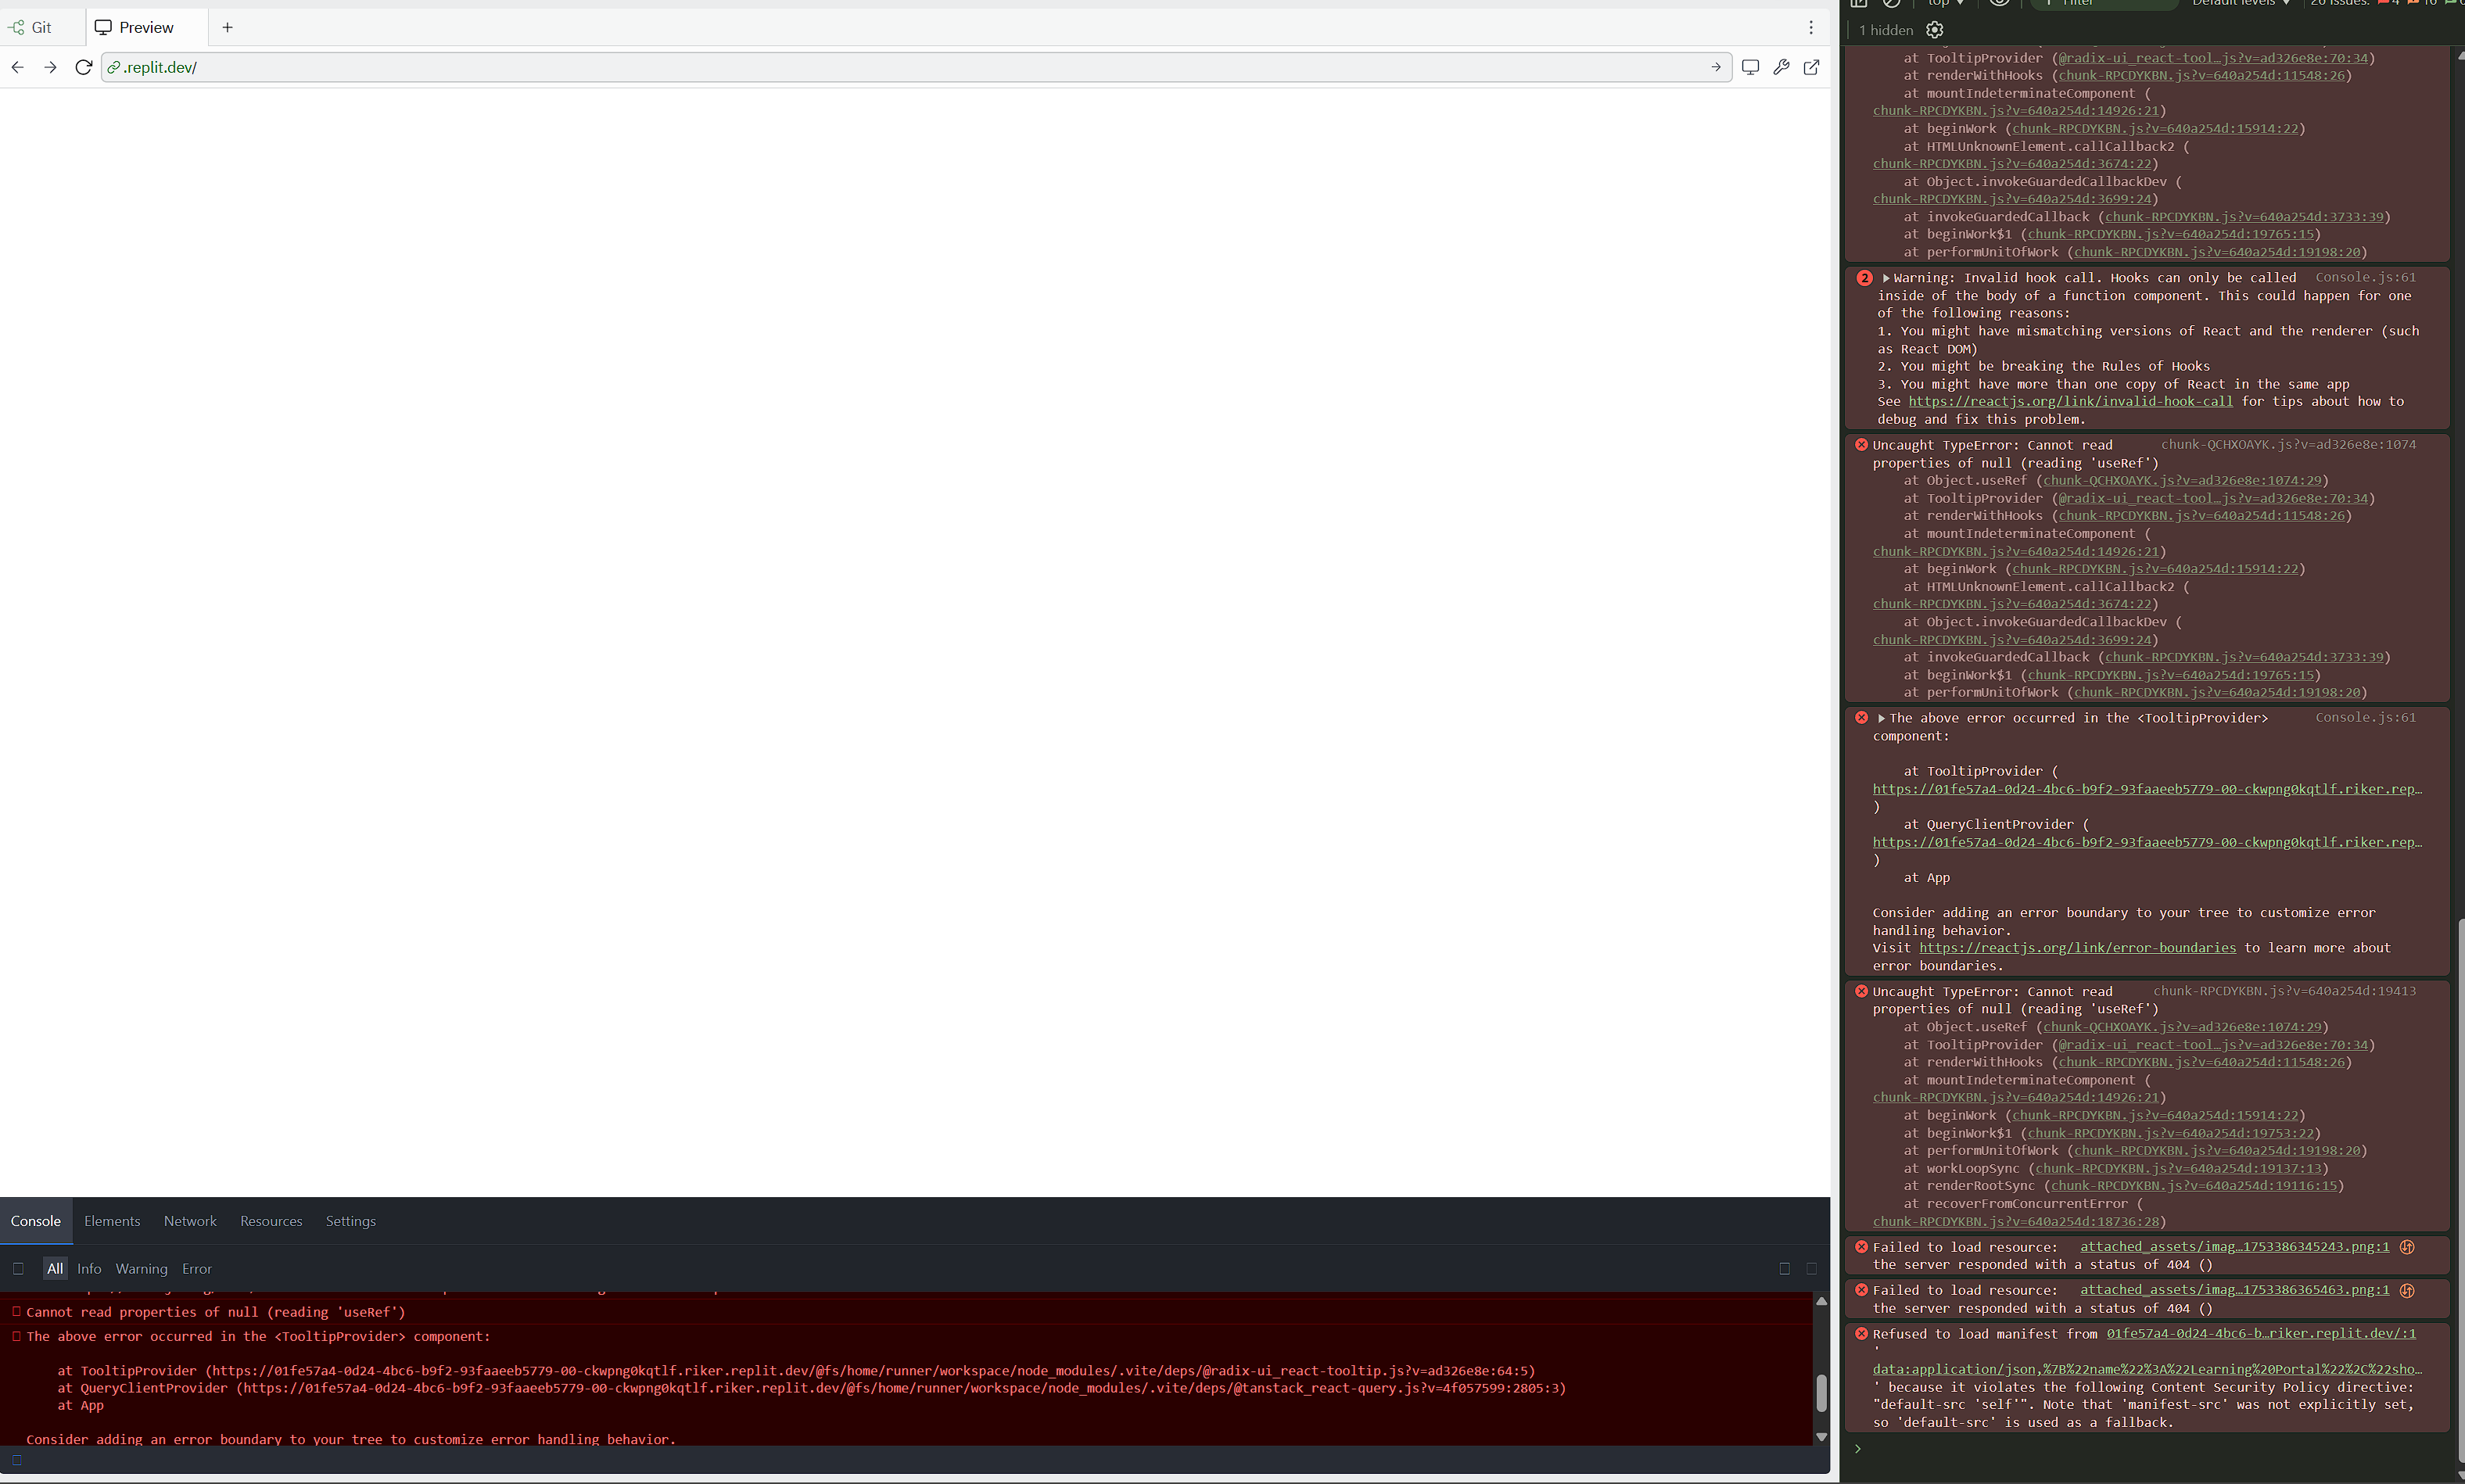 Git
Preview
.replit.dev/
Console
Elements
Network
Resources
Settings
All
Info
Warning
Error
Cannot read properties of null (reading 'useRef')
The above error occurred in the <TooltipProvider> component:
at TooltipProvider (https://01fe57a4-0d24-4bc6-b9f2-93faaeeb5779-00-ckwpng0kqtlf.riker.replit.dev/@fs/home/runner/workspace/node_modules/.vite/deps/@radix-ui_react-tooltip.js?v=ad326e8e:64:5)
at QueryClientProvider (https://01fe57a4-0d24-4bc6-b9f2-93faaeeb5779-00-ckwpng0kqtlf.riker.replit.dev/@fs/home/runner/workspace/node_modules/.vite/deps/@tanstack_react-query.js?v=4f057599:2805:3)
at App
Consider adding an error boundary to your tree to customize error handling behavior.
top
Filter
Default levels
20 Issues:
4
16
1 hidden
at TooltipProvider (@radix-ui_react-tool…js?v=ad326e8e:70:34)
at renderWithHooks (chunk-RPCDYKBN.js?v=640a254d:11548:26)
at mountIndeterminateComponent (
chunk-RPCDYKBN.js?v=640a254d:14926:21)
at beginWork (chunk-RPCDYKBN.js?v=640a254d:15914:22)
at HTMLUnknownElement.callCallback2 (
chunk-RPCDYKBN.js?v=640a254d:3674:22)
at Object.invokeGuardedCallbackDev (
chunk-RPCDYKBN.js?v=640a254d:3699:24)
at invokeGuardedCallback (chunk-RPCDYKBN.js?v=640a254d:3733:39)
at beginWork$1 (chunk-RPCDYKBN.js?v=640a254d:19765:15)
at performUnitOfWork (chunk-RPCDYKBN.js?v=640a254d:19198:20)
2 Warning: Invalid hook call. Hooks can only be called Console.js:61
inside of the body of a function component. This could happen for one
of the following reasons:
1. You might have mismatching versions of React and the renderer (such
as React DOM)
2. You might be breaking the Rules of Hooks
3. You might have more than one copy of React in the same app
See https://reactjs.org/link/invalid-hook-call for tips about how to
debug and fix this problem.
Uncaught TypeError: Cannot read chunk-QCHXOAYK.js?v=ad326e8e:1074
properties of null (reading 'useRef')
at Object.useRef (chunk-QCHXOAYK.js?v=ad326e8e:1074:29)
at TooltipProvider (@radix-ui_react-tool…js?v=ad326e8e:70:34)
at renderWithHooks (chunk-RPCDYKBN.js?v=640a254d:11548:26)
at mountIndeterminateComponent (
chunk-RPCDYKBN.js?v=640a254d:14926:21)
at beginWork (chunk-RPCDYKBN.js?v=640a254d:15914:22)
at HTMLUnknownElement.callCallback2 (
chunk-RPCDYKBN.js?v=640a254d:3674:22)
at Object.invokeGuardedCallbackDev (
chunk-RPCDYKBN.js?v=640a254d:3699:24)
at invokeGuardedCallback (chunk-RPCDYKBN.js?v=640a254d:3733:39)
at beginWork$1 (chunk-RPCDYKBN.js?v=640a254d:19765:15)
at performUnitOfWork (chunk-RPCDYKBN.js?v=640a254d:19198:20)
The above error occurred in the <TooltipProvider> Console.js:61
component:
at TooltipProvider (
https://01fe57a4-0d24-4bc6-b9f2-93faaeeb5779-00-ckwpng0kqtlf.riker.rep…
)
at QueryClientProvider (
https://01fe57a4-0d24-4bc6-b9f2-93faaeeb5779-00-ckwpng0kqtlf.riker.rep…
)
at App
Consider adding an error boundary to your tree to customize error
handling behavior.
Visit https://reactjs.org/link/error-boundaries to learn more about
error boundaries.
Uncaught TypeError: Cannot read chunk-RPCDYKBN.js?v=640a254d:19413
properties of null (reading 'useRef')
at Object.useRef (chunk-QCHXOAYK.js?v=ad326e8e:1074:29)
at TooltipProvider (@radix-ui_react-tool…js?v=ad326e8e:70:34)
at renderWithHooks (chunk-RPCDYKBN.js?v=640a254d:11548:26)
at mountIndeterminateComponent (
chunk-RPCDYKBN.js?v=640a254d:14926:21)
at beginWork (chunk-RPCDYKBN.js?v=640a254d:15914:22)
at beginWork$1 (chunk-RPCDYKBN.js?v=640a254d:19753:22)
at performUnitOfWork (chunk-RPCDYKBN.js?v=640a254d:19198:20)
at workLoopSync (chunk-RPCDYKBN.js?v=640a254d:19137:13)
at renderRootSync (chunk-RPCDYKBN.js?v=640a254d:19116:15)
at recoverFromConcurrentError (
chunk-RPCDYKBN.js?v=640a254d:18736:28)
Failed to load resource: attached_assets/imag…1753386345243.png:1
the server responded with a status of 404 ()
Failed to load resource: attached_assets/imag…1753386365463.png:1
the server responded with a status of 404 ()
Refused to load manifest from 01fe57a4-0d24-4bc6-b…riker.replit.dev/:1
'
data:application/json,%7B%22name%22%3A%22Learning%20Portal%22%2C%22sho…
' because it violates the following Content Security Policy directive:
"default-src 'self'". Note that 'manifest-src' was not explicitly set,
so 'default-src' is used as a fallback.